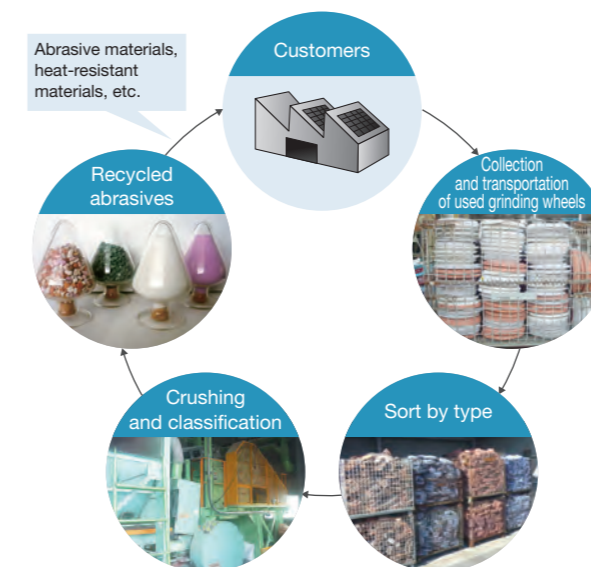 Abrasive materials,
heat-resistant
materials, etc.
Customers
Collection
and transportation
of used grinding wheels
Sort by type
Crushing
and classification
Recycled
abrasives